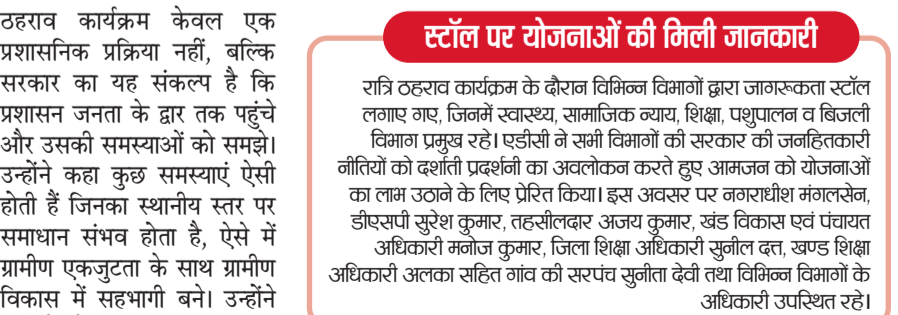 ठहराव कार्यक्रम केवल एक
प्रशासनिक प्रक्रिया नहीं, बल्कि
सरकार का यह संकल्प है कि
प्रशासन जनता के द्वार तक पहुंचे
और उसकी समस्याओं को समझे।
उन्होंने कहा कुछ समस्याएं ऐसी
होती हैं जिनका स्थानीय स्तर पर
समाधान संभव होता है, ऐसे में
ग्रामीण एकजुटता के साथ ग्रामीण
विकास में सहभागी बने। उन्होंने
स्टॉल पर योजनाओं की मिली जानकारी
रात्रि ठहराव कार्यक्रम के दौरान विभिन्न विभागों द्वारा जागरूकता स्टॉल
लगाए गए, जिनमें स्वास्थ्य, सामाजिक न्याय, शिक्षा, पशुपालन व बिजली
विभाग प्रमुख रहे। एडीसी ने सभी विभागों की सरकार की जनहितकारी
नीतियों को दर्शाती प्रदर्शनी का अवलोकन करते हुए आमजन को योजनाओं
का लाभ उठाने के लिए प्रेरित किया। इस अवसर पर नगराधीश मंगलसेन,
डीएसपी सुरेश कुमार, तहसीलदार अजय कुमार, खंड विकास एवं पंचायत
अधिकारी मनोज कुमार, जिला शिक्षा अधिकारी सुनील दत्त, खण्ड शिक्षा
अधिकारी अलका सहित गांव की सरपंच सुनीता देवी तथा विभिन्न विभागों के
अधिकारी उपस्थित रहे।